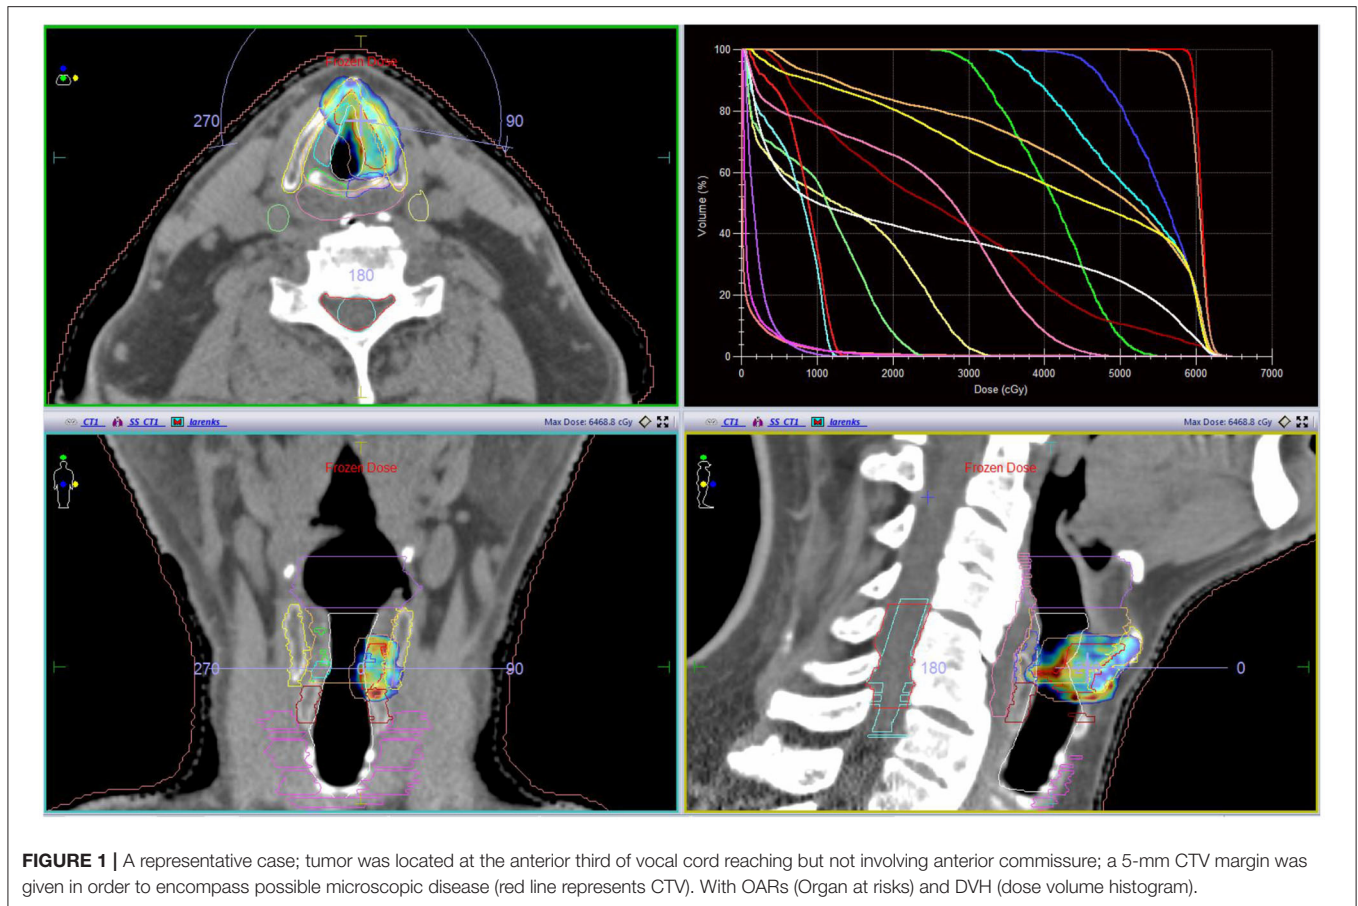 Frozen Dose
270
90
180
100
80
60
40
20
0
Volume (%)
0 1000 2000 3000 4000 5000 6000 7000
Dose (cGy)
CT1 SS_CT1 larenks Max Dose: 6468.8 cGy
CT1 SS_CT1 larenks Max Dose: 6468.8 cGy
Frozen Dose
270 0 90
Frozen Dose
180 0
FIGURE 1 | A representative case; tumor was located at the anterior third of vocal cord reaching but not involving anterior commissure; a 5-mm CTV margin was
given in order to encompass possible microscopic disease (red line represents CTV). With OARs (Organ at risks) and DVH (dose volume histogram).